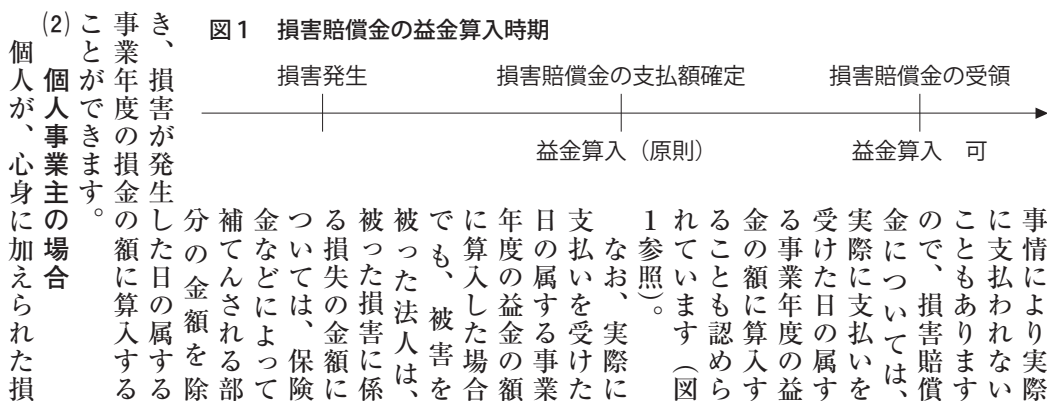 図1　損害賠償金の益金算入時期
損害発生
損害賠償金の支払額確定
損害賠償金の受領
益金算入（原則）
益金算入　可
事情により実際
に支払われない
こともあります
ので、損害賠償
金については、
実際に支払いを
受けた日の属す
る事業年度の益
金の額に算入す
ることも認めら
れています（図
1参照）。
なお、実際に
支払いを受けた
日の属する事業
年度の益金の額
に算入した場合
でも、被害を
被った法人は、
被った損害に係
る損失の金額に
ついては、保険
金などによって
補てんされる部
分の金額を除
き、損害が発生した日の属する
事業年度の損金の額に算入する
ことができます。
(2)　個人事業主の場合
個人が、心身に加えられた損